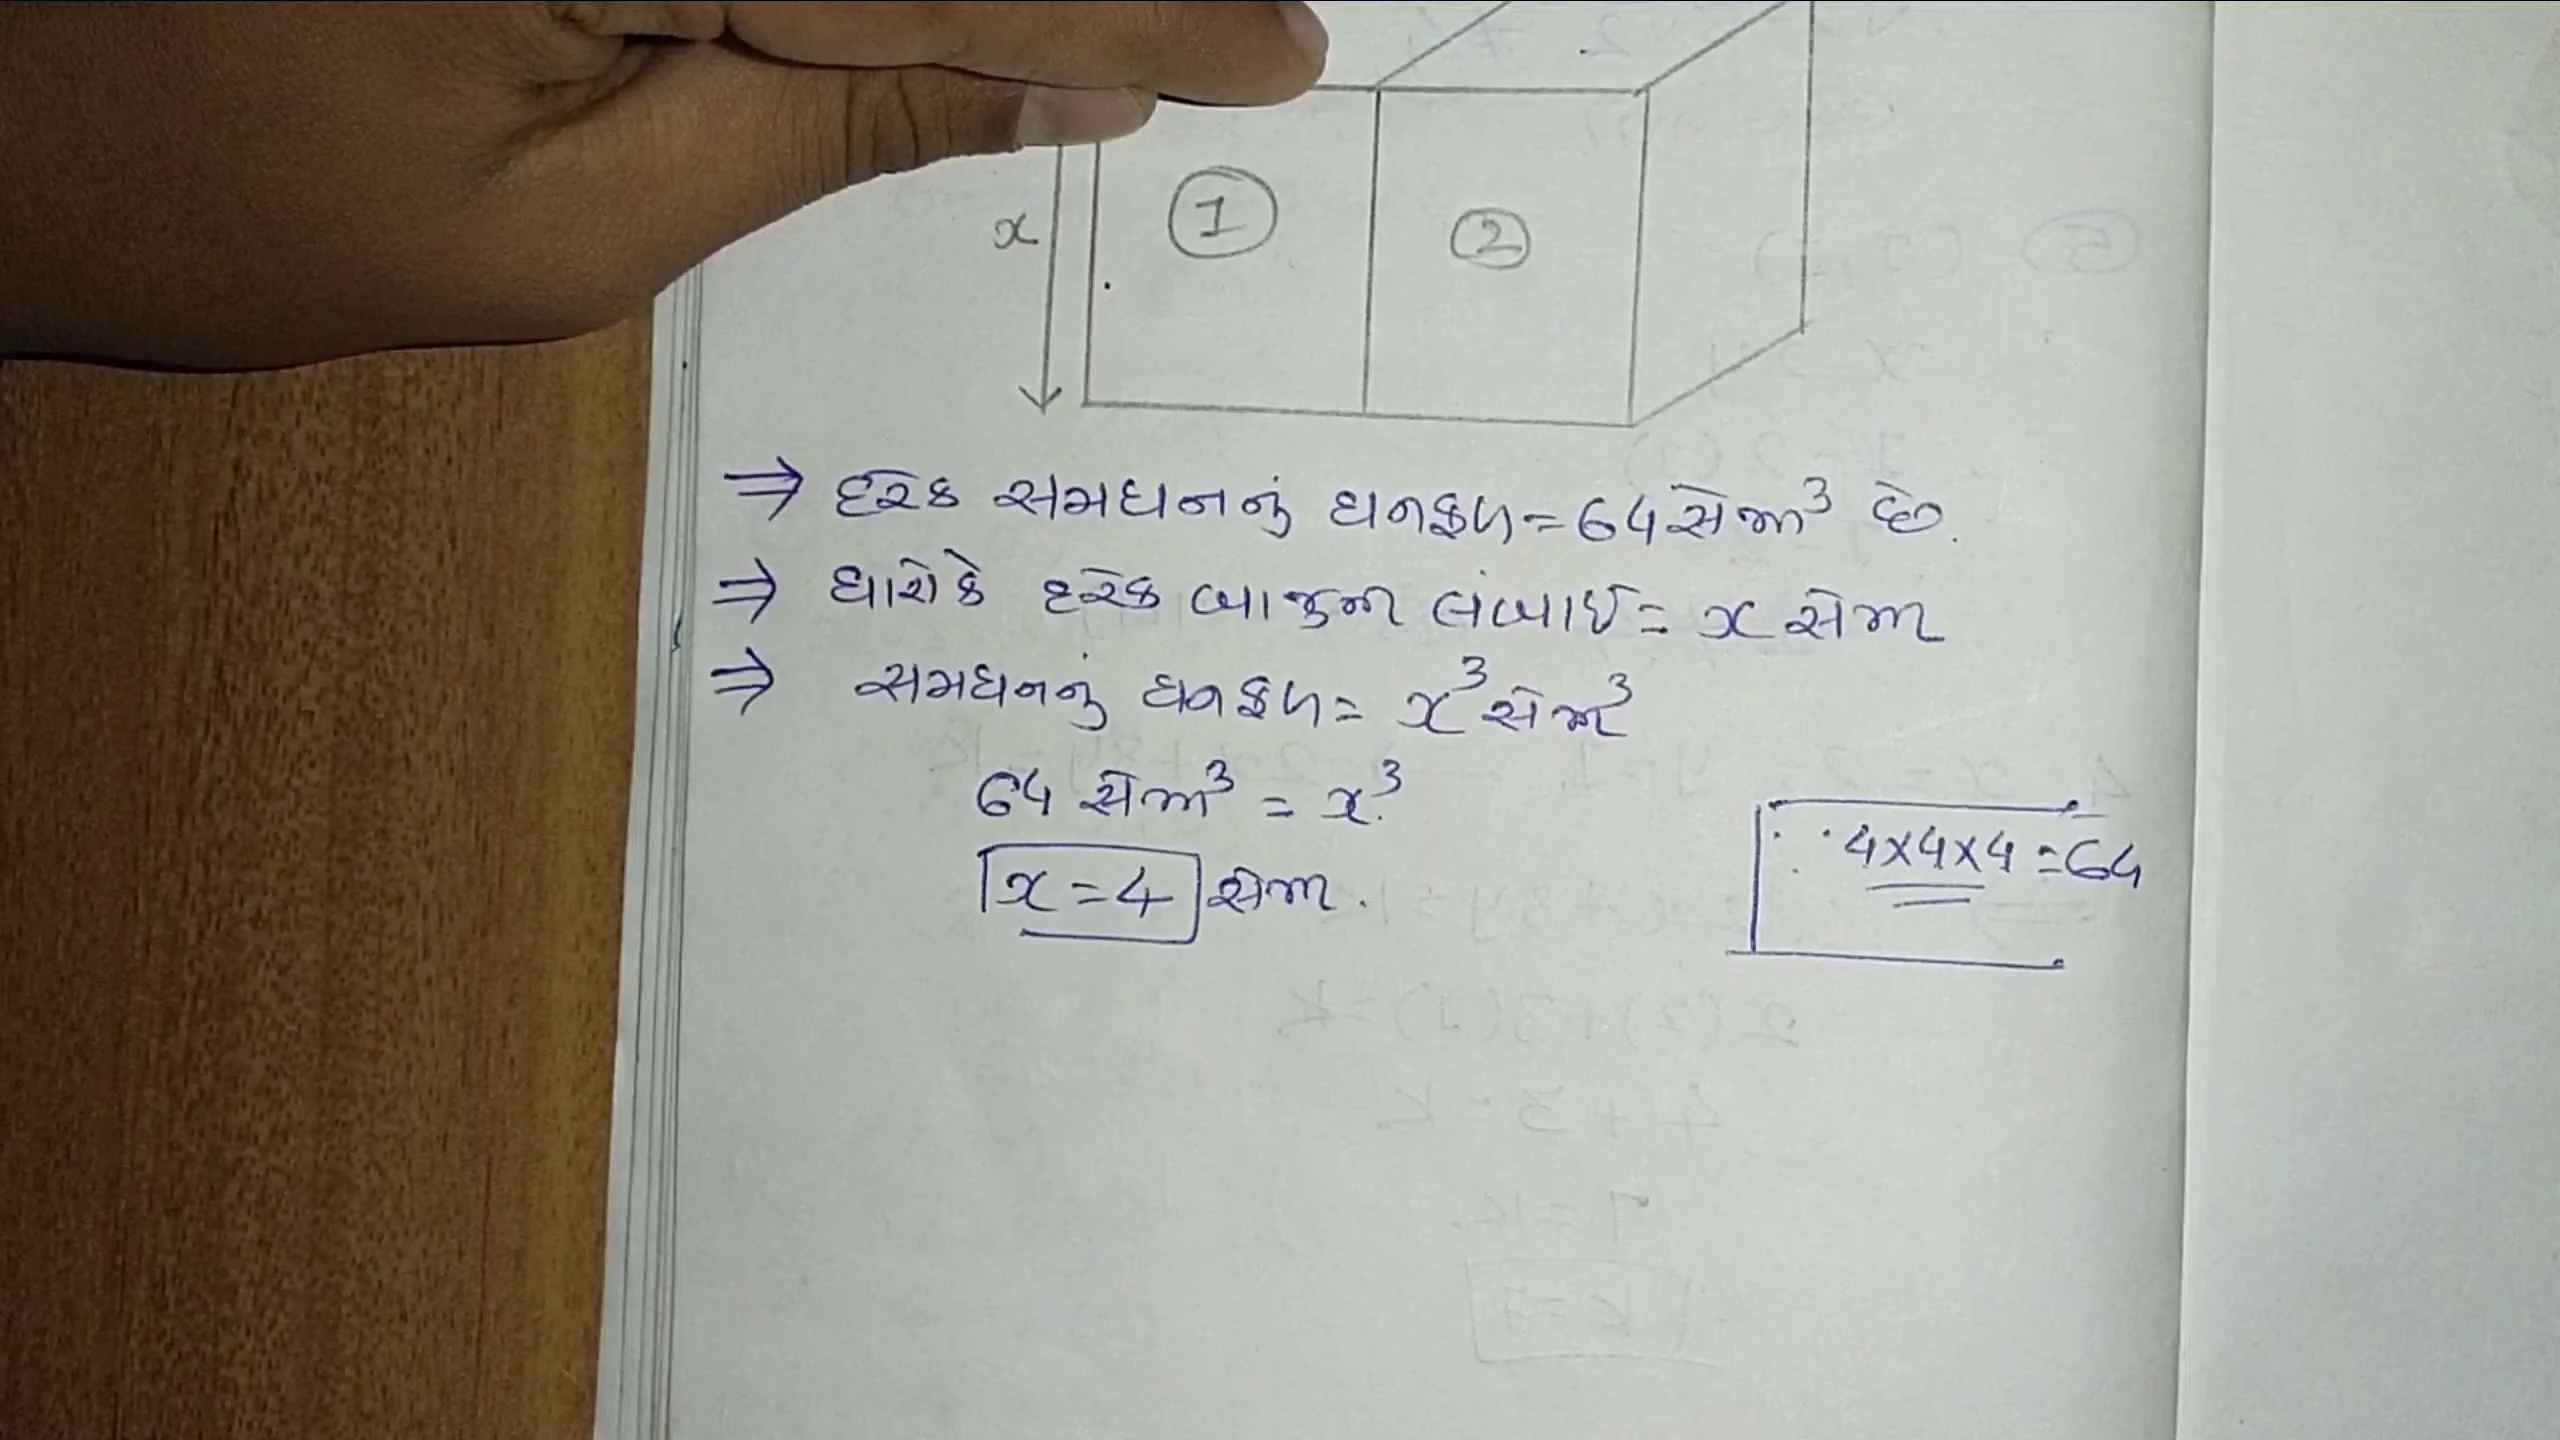 x
1
2
⇒ દરેક સમઘનનું ઘનફળ = 64 સેમી³ છે.
⇒ ધારોકે દરેક બાજુની લંબાઈ = x સેમી
⇒ સમઘનનું ઘનફળ = x³ સેમી³
64 સેમી³ = x³.
x = 4 સેમી.
4×4×4 = 64